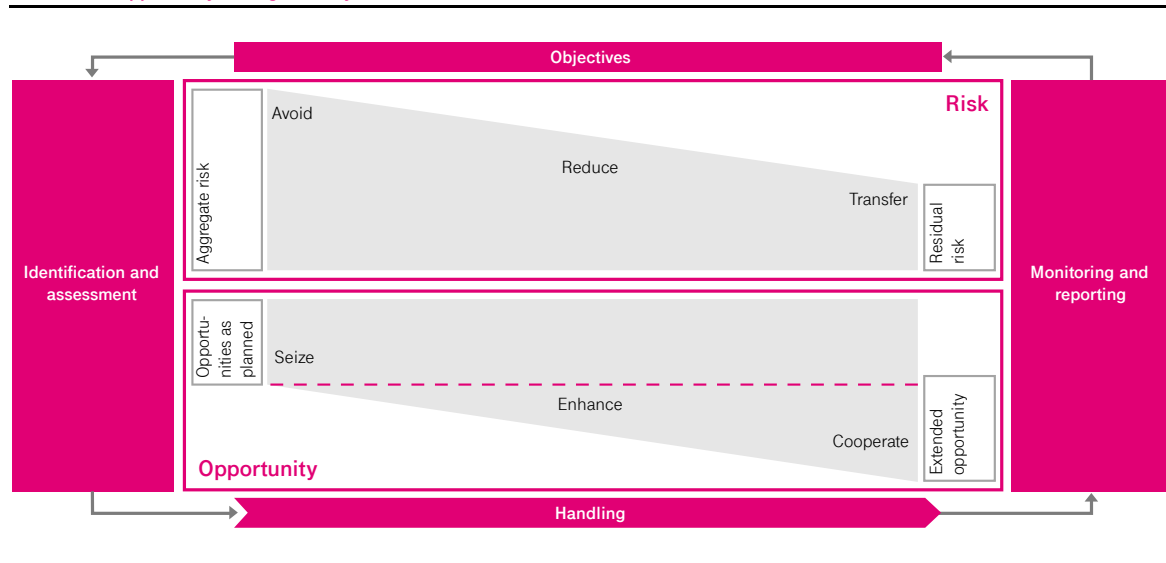 Objectives
Risk
Avoid
Reduce
Transfer
Aggregate risk
Residual
risk
Identification and
assessment
Monitoring and
reporting
Opportu-
nities as
planned
Seize
Enhance
Cooperate
Extended
opportunity
Opportunity
Handling